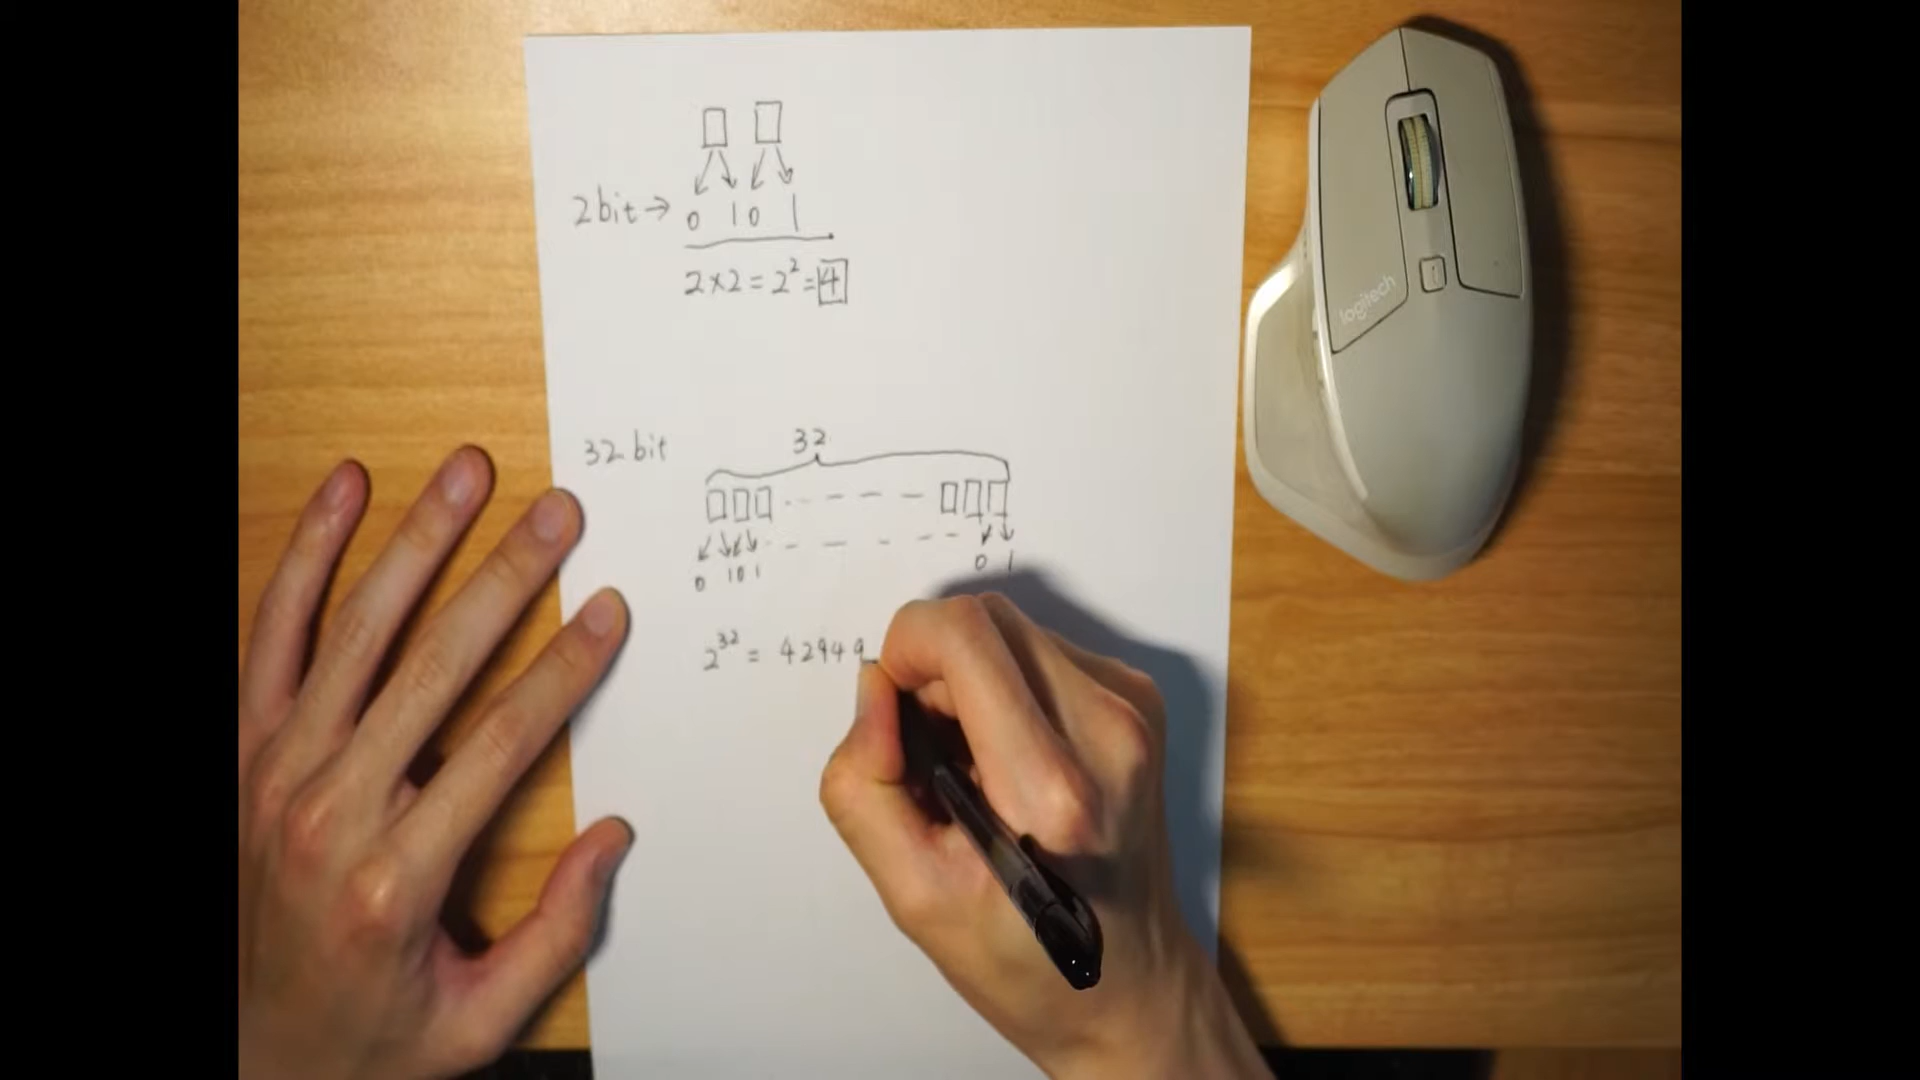 2bit → 0 1 0 1
2×2=2²=4
32
32 bit
0 1 0 1
0 1
2³² = 42949
logitech